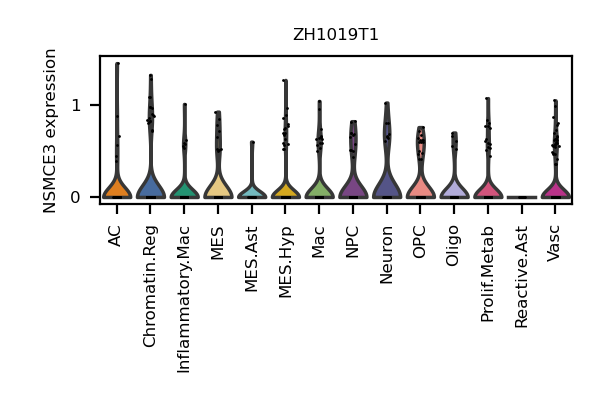 ZH1019T1
NSMCE3 expression
1
0
AC
Chromatin.Reg
Inflammatory.Mac
MES
MES.Ast
MES.Hyp
Mac
NPC
Neuron
OPC
Oligo
Prolif.Metab
Reactive.Ast
Vasc